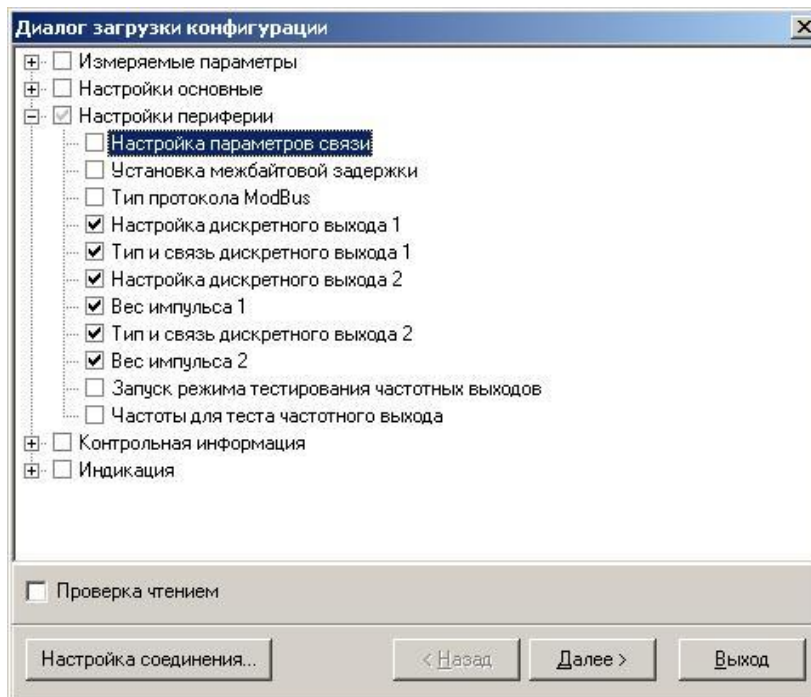 Диалог загрузки конфигурации
Измеряемые параметры
Настройки основные
Настройки периферии
Настройка параметров связи
Установка межбайтовой задержки
Тип протокола ModBus
Настройка дискретного выхода 1
Тип и связь дискретного выхода 1
Настройка дискретного выхода 2
Вес импульса 1
Тип и связь дискретного выхода 2
Вес импульса 2
Запуск режима тестирования частотных выходов
Частоты для теста частотного выхода
Контрольная информация
Индикация
Проверка чтением
Настройка соединения... < Назад Далее > Выход